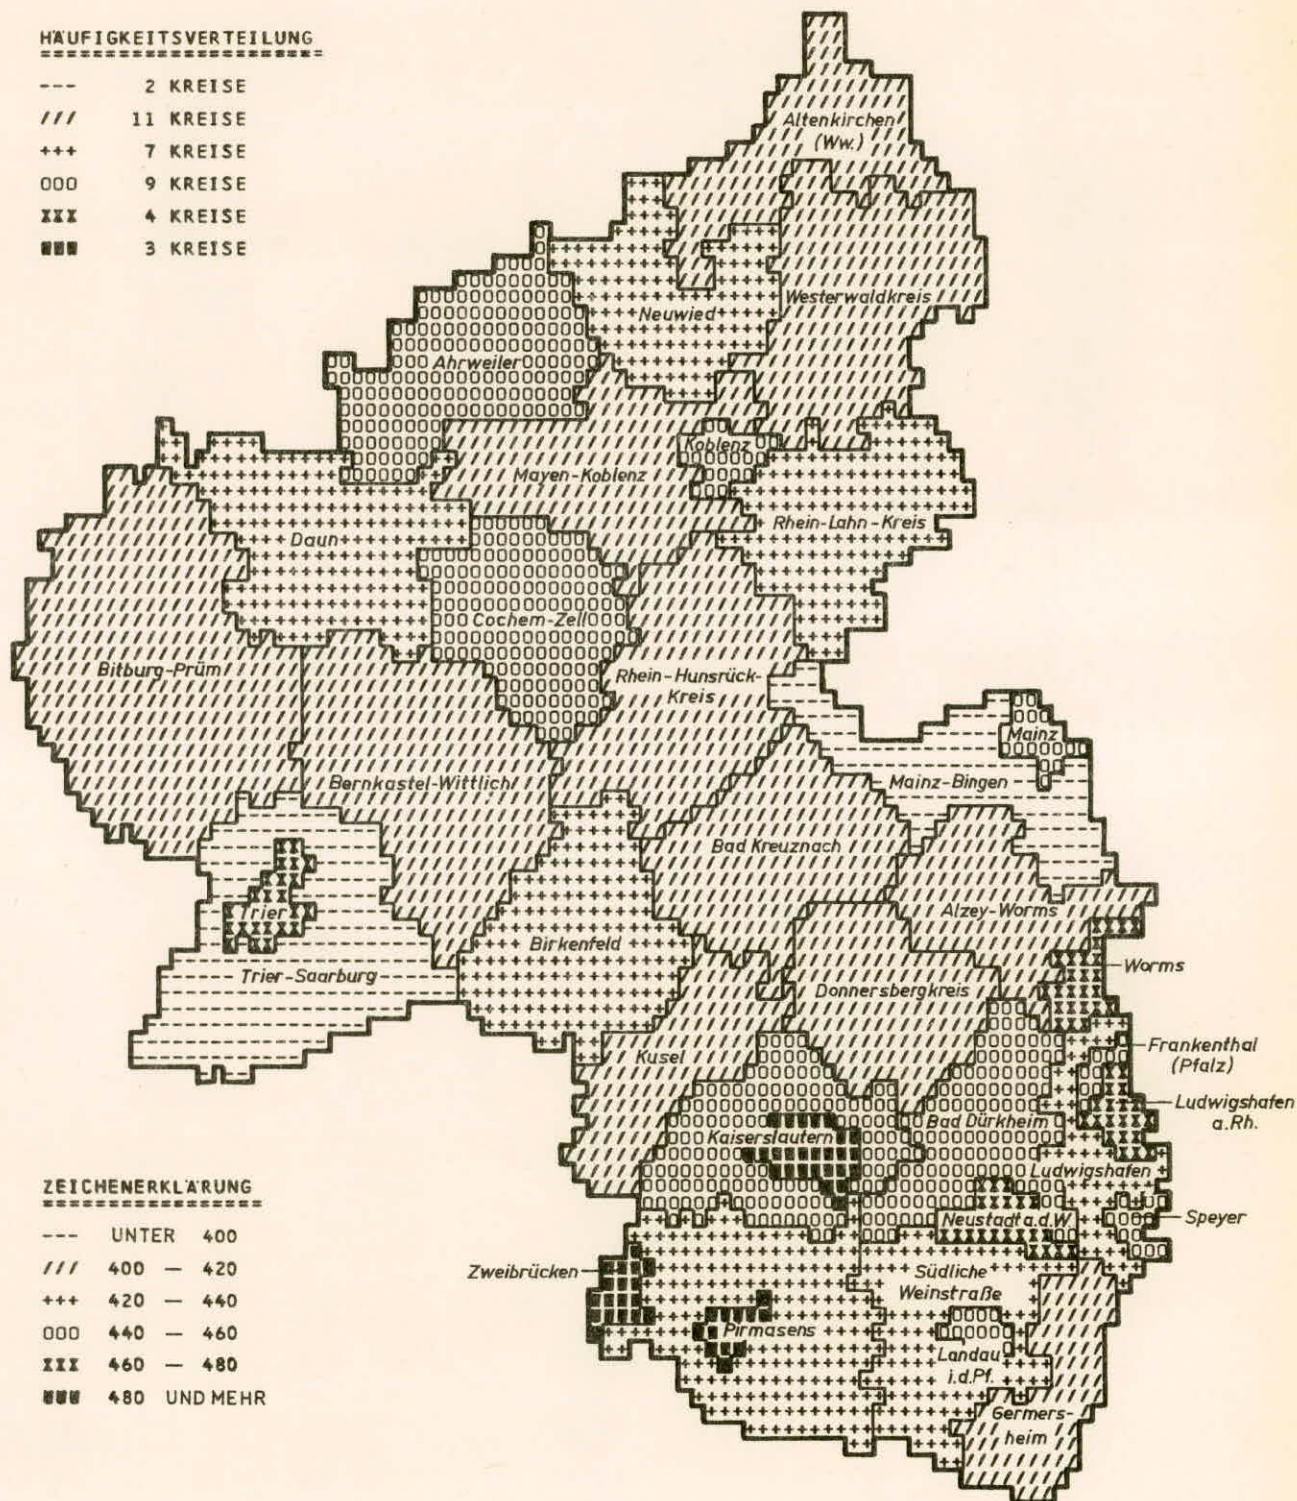 HÄUFIGKEITSVERTEILUNG
--- 2 KREISE
/// 11 KREISE
+++ 7 KREISE
000 9 KREISE
XXX 4 KREISE
■■■ 3 KREISE
Altenkirchen
(Ww.)
Westerwaldkreis
Neuwied
Ahrweiler
Koblenz
Mayen-Koblenz
Rhein-Lahn-Kreis
Daun
Cochem-Zell
Bitburg-Prüm
Rhein-Hunsrück-
Kreis
Mainz
Mainz-Bingen
Bernkastel-Wittlich
Bad Kreuznach
Trier
Alzey-Worms
Birkenfeld
Worms
Trier-Saarburg
Donnersbergkreis
Kusel
Frankenthal
(Pfalz)
Ludwigshafen
a.Rh.
Bad Dürkheim
Kaiserslautern
Ludwigshafen
Neustadt a.d.W.
Speyer
Zweibrücken
Südliche
Weinstraße
Pirmasens
Landau
i.d.Pf.
Germers-
heim
ZEICHENERKLÄRUNG
--- UNTER 400
/// 400 — 420
+++ 420 — 440
000 440 — 460
XXX 460 — 480
■■■ 480 UND MEHR